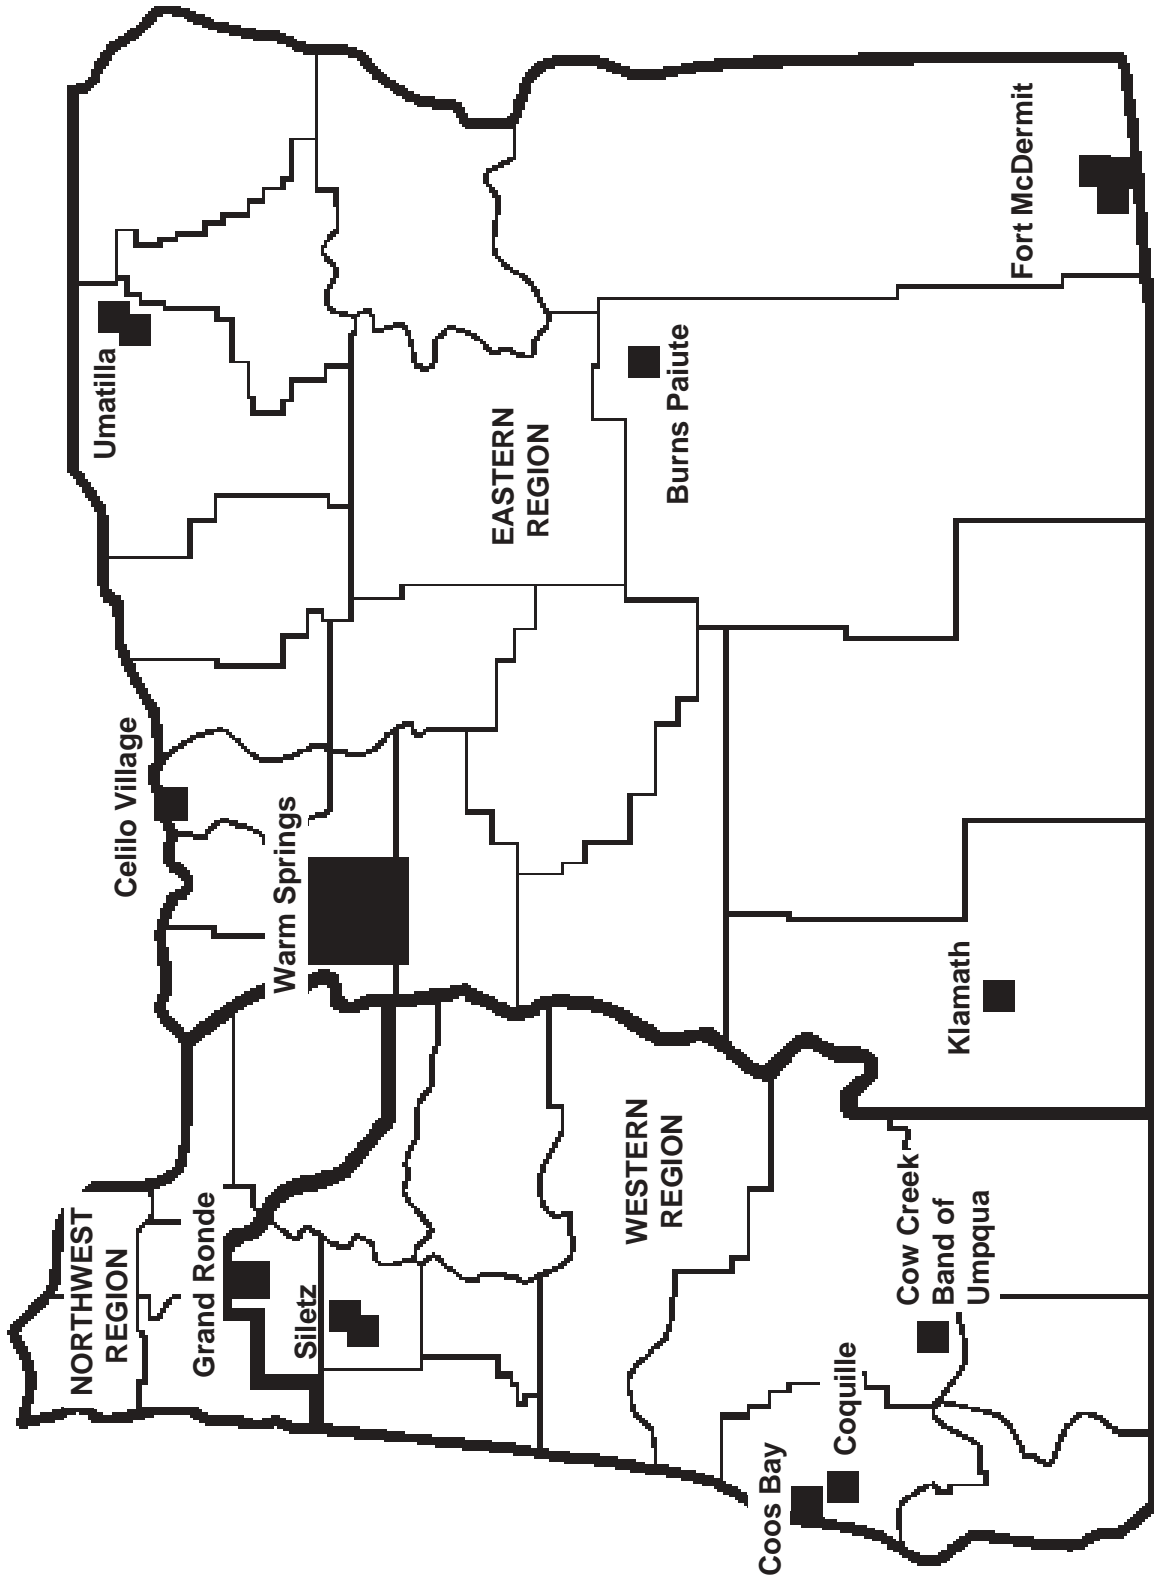 NORTHWEST
REGION
Celilo Village
Umatilla
Grand Ronde
Warm Springs
Siletz
EASTERN
REGION
WESTERN
REGION
Burns Paiute
Coos Bay
Coquille
Cow Creek
Band of
Umpqua
Klamath
Fort McDermit